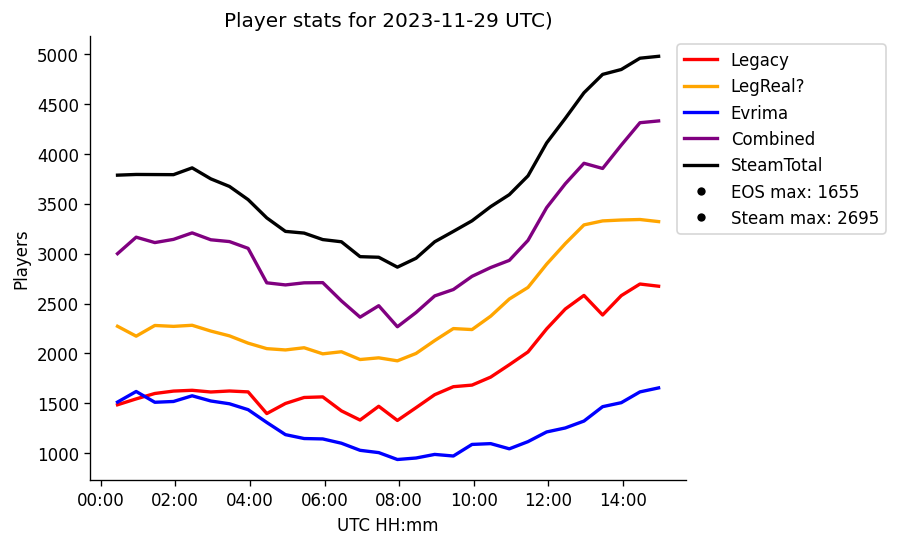 Player stats for 2023-11-29 UTC)
Players
5000
4500
4000
3500
3000
2500
2000
1500
1000
00:00 02:00 04:00 06:00 08:00 10:00 12:00 14:00
UTC HH:mm
Legacy
LegReal?
Evrima
Combined
SteamTotal
EOS max: 1655
Steam max: 2695